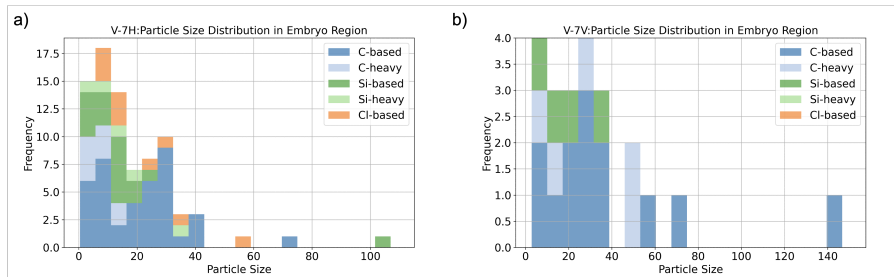 a)
V-7H:Particle Size Distribution in Embryo Region
17.5
15.0
12.5
10.0
7.5
5.0
2.5
0.0
Frequency
C-based
C-heavy
Si-based
Si-heavy
Cl-based
0 20 40 60 80 100
Particle Size
b)
V-7V:Particle Size Distribution in Embryo Region
4.0
3.5
3.0
2.5
2.0
1.5
1.0
0.5
0.0
Frequency
C-based
C-heavy
Si-based
Si-heavy
Cl-based
0 20 40 60 80 100 120 140
Particle Size